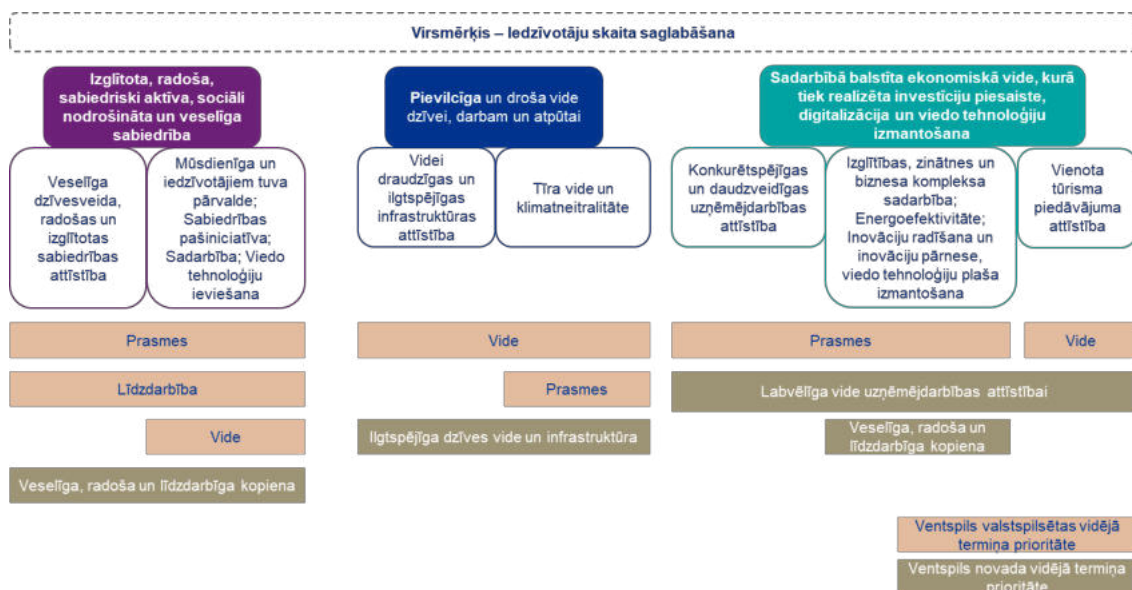 Virsmērķis – Iedzīvotāju skaita saglabāšana
Izglītota, radoša,
sabiedriski aktīva, sociāli
nodrošināta un veselīga
sabiedrība
Veselīga
dzīvesveida,
radošas un
izglītotas
sabiedrības
attīstība
Mūsdienīga un
iedzīvotājiem tuva
pārvalde;
Sabiedrības
pašiniciatīva;
Sadarbība; Viedo
tehnoloģiju
ieviešana
Pievilcīga un droša vide
dzīvei, darbam un atpūtai
Videi
draudzīgas un
ilgtspējīgas
infrastruktūras
attīstība
Tīra vide un
klimatneitralitāte
Sadarbībā balstīta ekonomiskā vide, kurā
tiek realizēta investīciju piesaiste,
digitalizācija un viedo tehnoloģiju
izmantošana
Konkurētspējīgas
un daudzveidīgas
uzņēmējdarbības
attīstība
Izglītības, zinātnes un
biznesa kompleksa
sadarbība;
Energoefektivitāte;
Inovāciju radīšana un
inovāciju pārnese,
viedo tehnoloģiju plaša
izmantošana
Vienota
tūrisma
piedāvājuma
attīstība
Prasmes
Līdzdarbība
Vide
Veselīga, radoša un līdzdarbīga kopiena
Vide
Prasmes
Ilgtspējīga dzīves vide un infrastruktūra
Prasmes
Vide
Labvēlīga vide uzņēmējdarbības attīstībai
Veselīga, radoša un
līdzdarbīga kopiena
Ventspils valstspilsētas vidējā
termiņa prioritāte
Ventspils novada vidējā termiņa
prioritāte